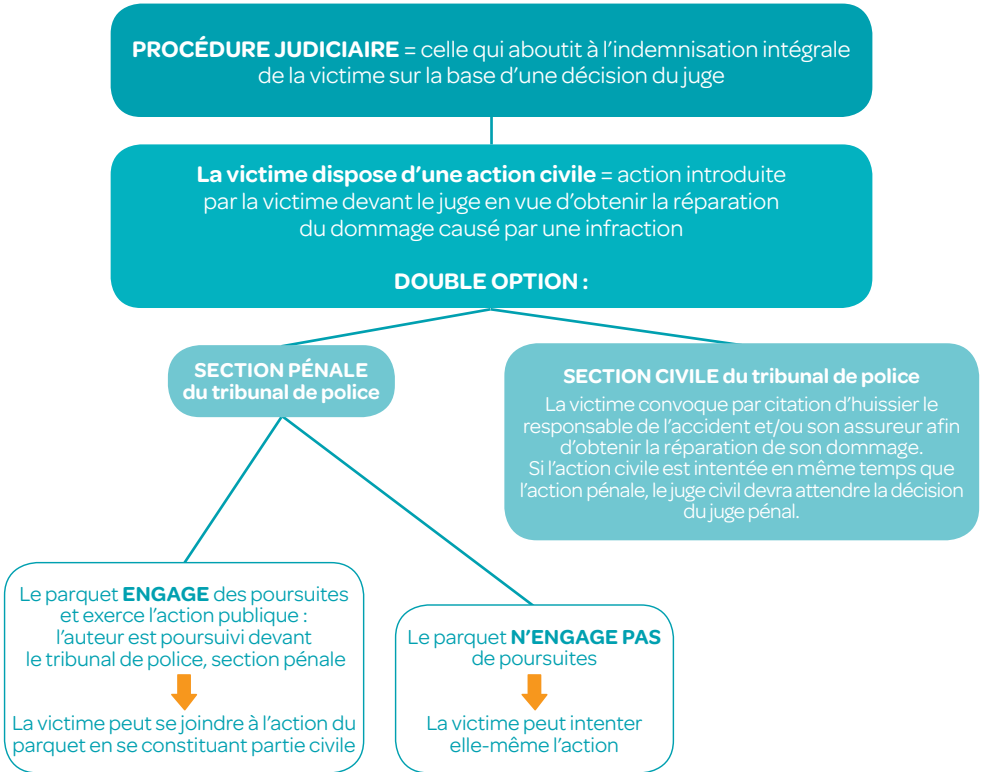 PROCÉDURE JUDICIAIRE = celle qui aboutit à l'indemnisation intégrale
de la victime sur la base d'une décision du juge
La victime dispose d'une action civile = action introduite
par la victime devant le juge en vue d'obtenir la réparation
du dommage causé par une infraction
DOUBLE OPTION :
SECTION PÉNALE
du tribunal de police
SECTION CIVILE du tribunal de police
La victime convoque par citation d'huissier le
responsable de l'accident et/ou son assureur afin
d'obtenir la réparation de son dommage.
Si l'action civile est intentée en même temps que
l'action pénale, le juge civil devra attendre la décision
du juge pénal.
Le parquet ENGAGE des poursuites
et exerce l'action publique :
l'auteur est poursuivi devant
le tribunal de police, section pénale
La victime peut se joindre à l'action du
parquet en se constituant partie civile
Le parquet N'ENGAGE PAS
de poursuites
La victime peut intenter
elle-même l'action